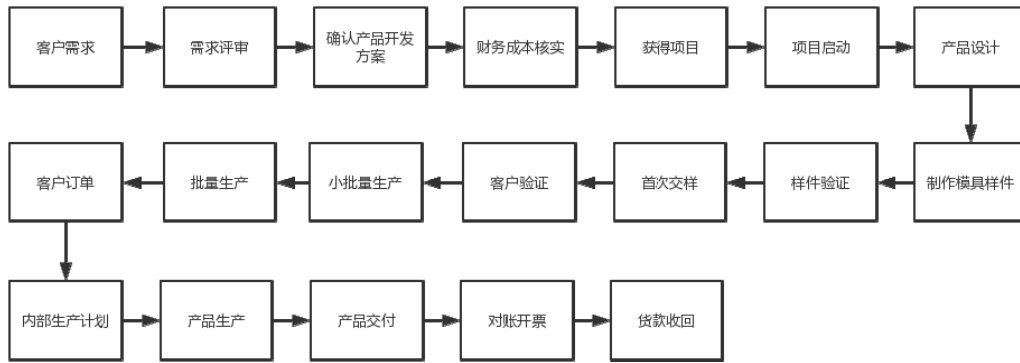 客户需求
需求评审
确认产品开发
方案
财务成本核实
获得项目
项目启动
产品设计
制作模具样件
样件验证
首次交样
客户验证
小批量生产
批量生产
客户订单
内部生产计划
产品生产
产品交付
对账开票
货款收回